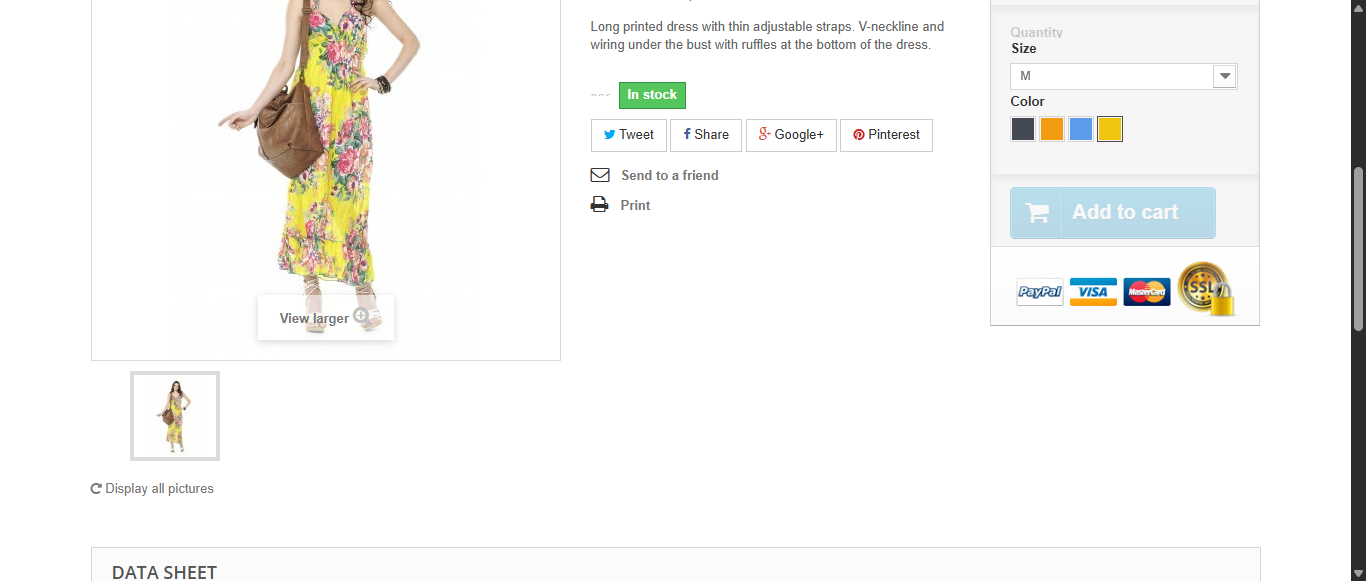 Long printed dress with thin adjustable straps. V-neckline and
wiring under the bust with ruffles at the bottom of the dress.
In stock
Tweet
Share
Google+
Pinterest
Send to a friend
Print
View larger
Display all pictures
Quantity
Size
M
Color
Add to cart
PayPal
VISA
MasterCard
SSL
DATA SHEET